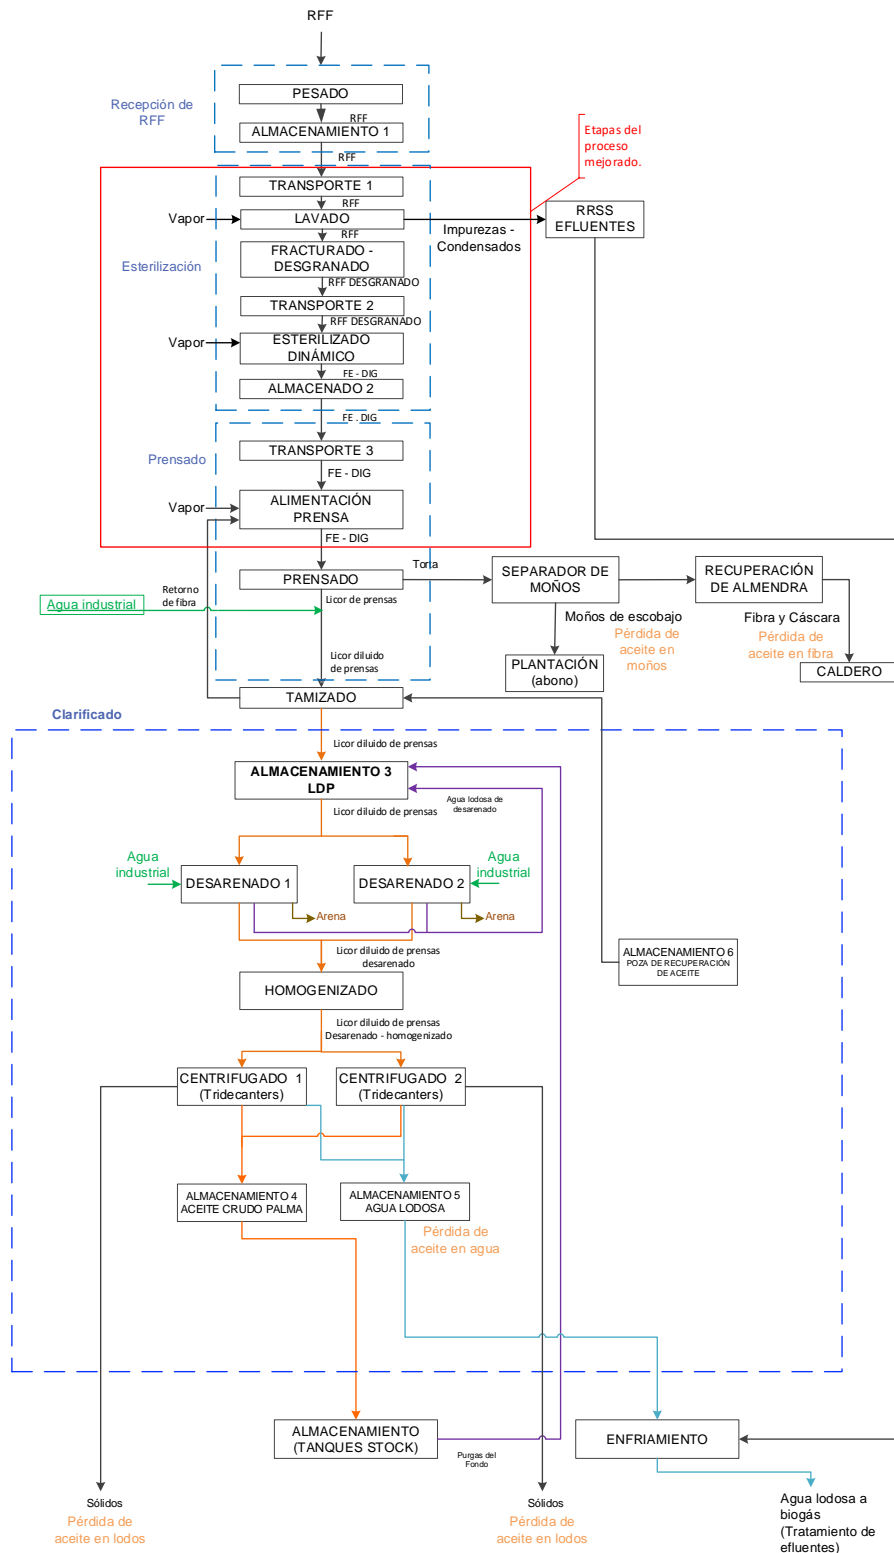 RFF
PESADO
Recepción de
RFF
RFF
ALMACENAMIENTO 1
RFF
Etapas del
proceso
mejorado.
TRANSPORTE 1
RFF
Vapor
LAVADO
Impurezas -
Condensados
RRSS
EFLUENTES
RFF
FRACTURADO -
DESGRANADO
Esterilización
RFF DESGRANADO
TRANSPORTE 2
RFF DESGRANADO
Vapor
ESTERILIZADO
DINÁMICO
FE - DIG
ALMACENADO 2
FE . DIG
TRANSPORTE 3
Prensado
FE - DIG
ALIMENTACIÓN
PRENSA
Vapor
FE - DIG
PRENSADO
Torta
SEPARADOR DE
MOÑOS
RECUPERACIÓN
DE ALMENDRA
Retorno
de fibra
Licor de prensas
Agua industrial
Moños de escobajo
Pérdida de
aceite en
moños
Fibra y Cáscara
Pérdida de
aceite en fibra
Licor diluido
de prensas
PLANTACIÓN
(abono)
CALDERO
TAMIZADO
Clarificado
Licor diluido de prensas
ALMACENAMIENTO 3
LDP
Agua lodosa de
desarenado
Licor diluido de prensas
Agua
industrial
Agua
industrial
DESARENADO 1
DESARENADO 2
Arena
Arena
Licor diluido de prensas
desarenado
ALMACENAMIENTO 6
POZA DE RECUPERACIÓN
DE ACEITE
HOMOGENIZADO
Licor diluido de prensas
Desarenado - homogenizado
CENTRIFUGADO 1
(Tridecanters)
CENTRIFUGADO 2
(Tridecanters)
ALMACENAMIENTO 4
ACEITE CRUDO PALMA
ALMACENAMIENTO 5
AGUA LODOSA
Pérdida de
aceite en agua
ALMACENAMIENTO
(TANQUES STOCK)
ENFRIAMIENTO
Purgas del
Fondo
Sólidos
Pérdida de
aceite en lodos
Sólidos
Pérdida de
aceite en lodos
Agua lodosa a
biogás
(Tratamiento de
efluentes)